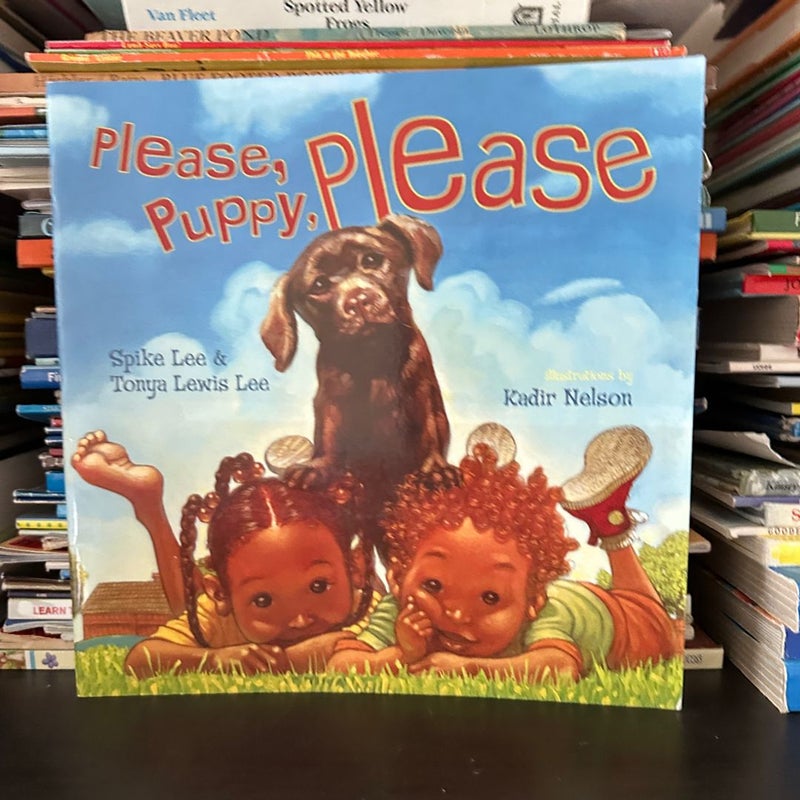 Van Fleet
Spotted Yellow
Frogs
THE BEAVER POND
Please,
Puppy, Please
Spike Lee &
Tonya Lewis Lee
illustrations by
Kadir Nelson
LEARN